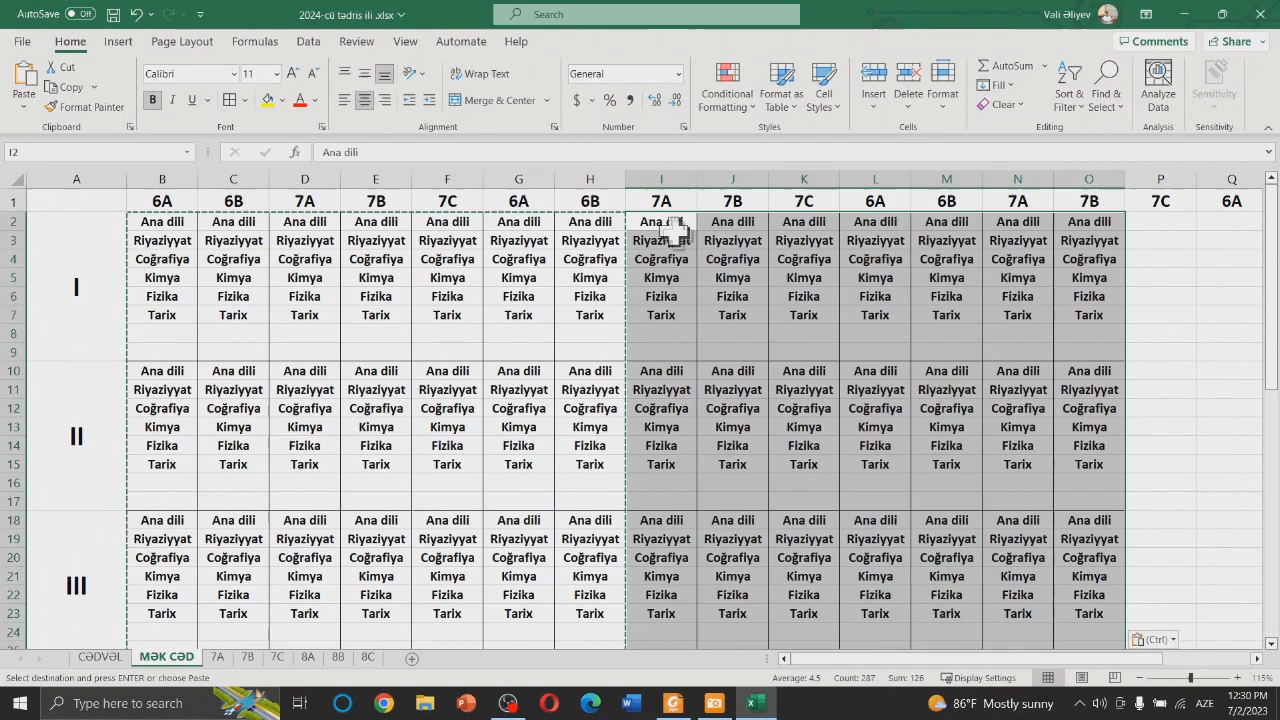 AutoSave Off 2024-cü tədris ili.xlsx Search Vəli Əliyev
File Home Insert Page Layout Formulas Data Review View Automate Help Comments Share
Paste Cut Copy Format Painter Clipboard
Calibri 11 B I U A Font
Wrap Text Merge & Center Alignment
General $ % Number
Conditional Formatting Format as Table Cell Styles Styles
Insert Delete Format Cells
AutoSum Fill Clear Sort & Filter Find & Select Editing
Analyze Data Analysis
Sensitivity Sensitivity
I2 fx Ana dili
A B C D E F G H I J K L M N O P Q
1 6A 6B 7A 7B 7C 6A 6B 7A 7B 7C 6A 6B 7A 7B 7C 6A
2 Ana dili Ana dili Ana dili Ana dili Ana dili Ana dili Ana dili Ana Ana dili Ana dili Ana dili Ana dili Ana dili Ana dili
3 Riyaziyyat Riyaziyyat Riyaziyyat Riyaziyyat Riyaziyyat Riyaziyyat Riyaziyyat Riyaziyyat Riyaziyyat Riyaziyyat Riyaziyyat Riyaziyyat Riyaziyyat Riyaziyyat
4 Coğrafiya Coğrafiya Coğrafiya Coğrafiya Coğrafiya Coğrafiya Coğrafiya Coğrafiya Coğrafiya Coğrafiya Coğrafiya Coğrafiya Coğrafiya Coğrafiya
5 Kimya Kimya Kimya Kimya Kimya Kimya Kimya Kimya Kimya Kimya Kimya Kimya Kimya Kimya
I
6 Fizika Fizika Fizika Fizika Fizika Fizika Fizika Fizika Fizika Fizika Fizika Fizika Fizika Fizika
7 Tarix Tarix Tarix Tarix Tarix Tarix Tarix Tarix Tarix Tarix Tarix Tarix Tarix Tarix
8
9
10 Ana dili Ana dili Ana dili Ana dili Ana dili Ana dili Ana dili Ana dili Ana dili Ana dili Ana dili Ana dili Ana dili Ana dili
11 Riyaziyyat Riyaziyyat Riyaziyyat Riyaziyyat Riyaziyyat Riyaziyyat Riyaziyyat Riyaziyyat Riyaziyyat Riyaziyyat Riyaziyyat Riyaziyyat Riyaziyyat Riyaziyyat
12 Coğrafiya Coğrafiya Coğrafiya Coğrafiya Coğrafiya Coğrafiya Coğrafiya Coğrafiya Coğrafiya Coğrafiya Coğrafiya Coğrafiya Coğrafiya Coğrafiya
13 Kimya Kimya Kimya Kimya Kimya Kimya Kimya Kimya Kimya Kimya Kimya Kimya Kimya Kimya
II
14 Fizika Fizika Fizika Fizika Fizika Fizika Fizika Fizika Fizika Fizika Fizika Fizika Fizika Fizika
15 Tarix Tarix Tarix Tarix Tarix Tarix Tarix Tarix Tarix Tarix Tarix Tarix Tarix Tarix
16
17
18 Ana dili Ana dili Ana dili Ana dili Ana dili Ana dili Ana dili Ana dili Ana dili Ana dili Ana dili Ana dili Ana dili Ana dili
19 Riyaziyyat Riyaziyyat Riyaziyyat Riyaziyyat Riyaziyyat Riyaziyyat Riyaziyyat Riyaziyyat Riyaziyyat Riyaziyyat Riyaziyyat Riyaziyyat Riyaziyyat Riyaziyyat
20 Coğrafiya Coğrafiya Coğrafiya Coğrafiya Coğrafiya Coğrafiya Coğrafiya Coğrafiya Coğrafiya Coğrafiya Coğrafiya Coğrafiya Coğrafiya Coğrafiya
21 Kimya Kimya Kimya Kimya Kimya Kimya Kimya Kimya Kimya Kimya Kimya Kimya Kimya Kimya
III
22 Fizika Fizika Fizika Fizika Fizika Fizika Fizika Fizika Fizika Fizika Fizika Fizika Fizika Fizika
23 Tarix Tarix Tarix Tarix Tarix Tarix Tarix Tarix Tarix Tarix Tarix Tarix Tarix Tarix
24 (Ctrl)
CƏDVƏL MƏK CƏD 7A 7B 7C 8A 8B 8C
Select destination and press ENTER or choose Paste Average: 4.5 Count: 287 Sum: 126 Display Settings 115%
Type here to search 86°F Mostly sunny AZE 12:30 PM
7/2/2023